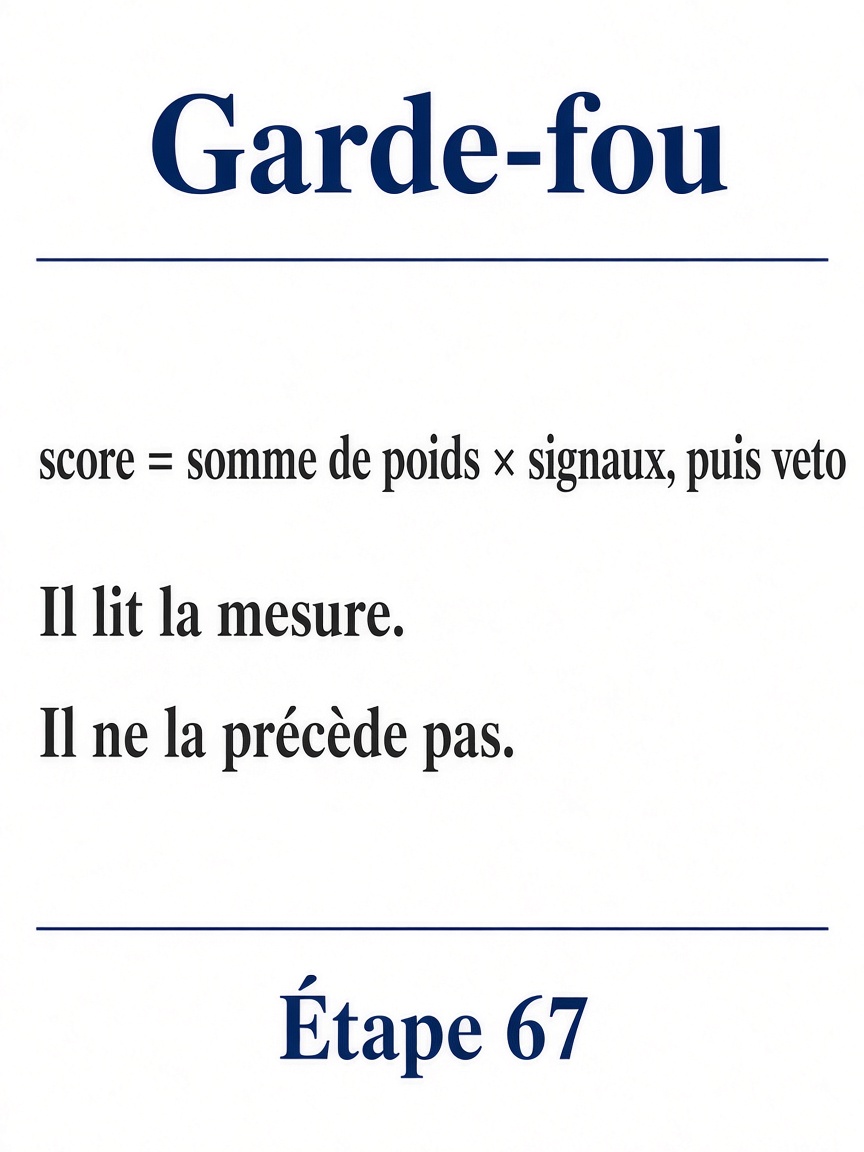 Garde-fou
score = somme de poids × signaux, puis veto
Il lit la mesure.
Il ne la précède pas.
Étape 67